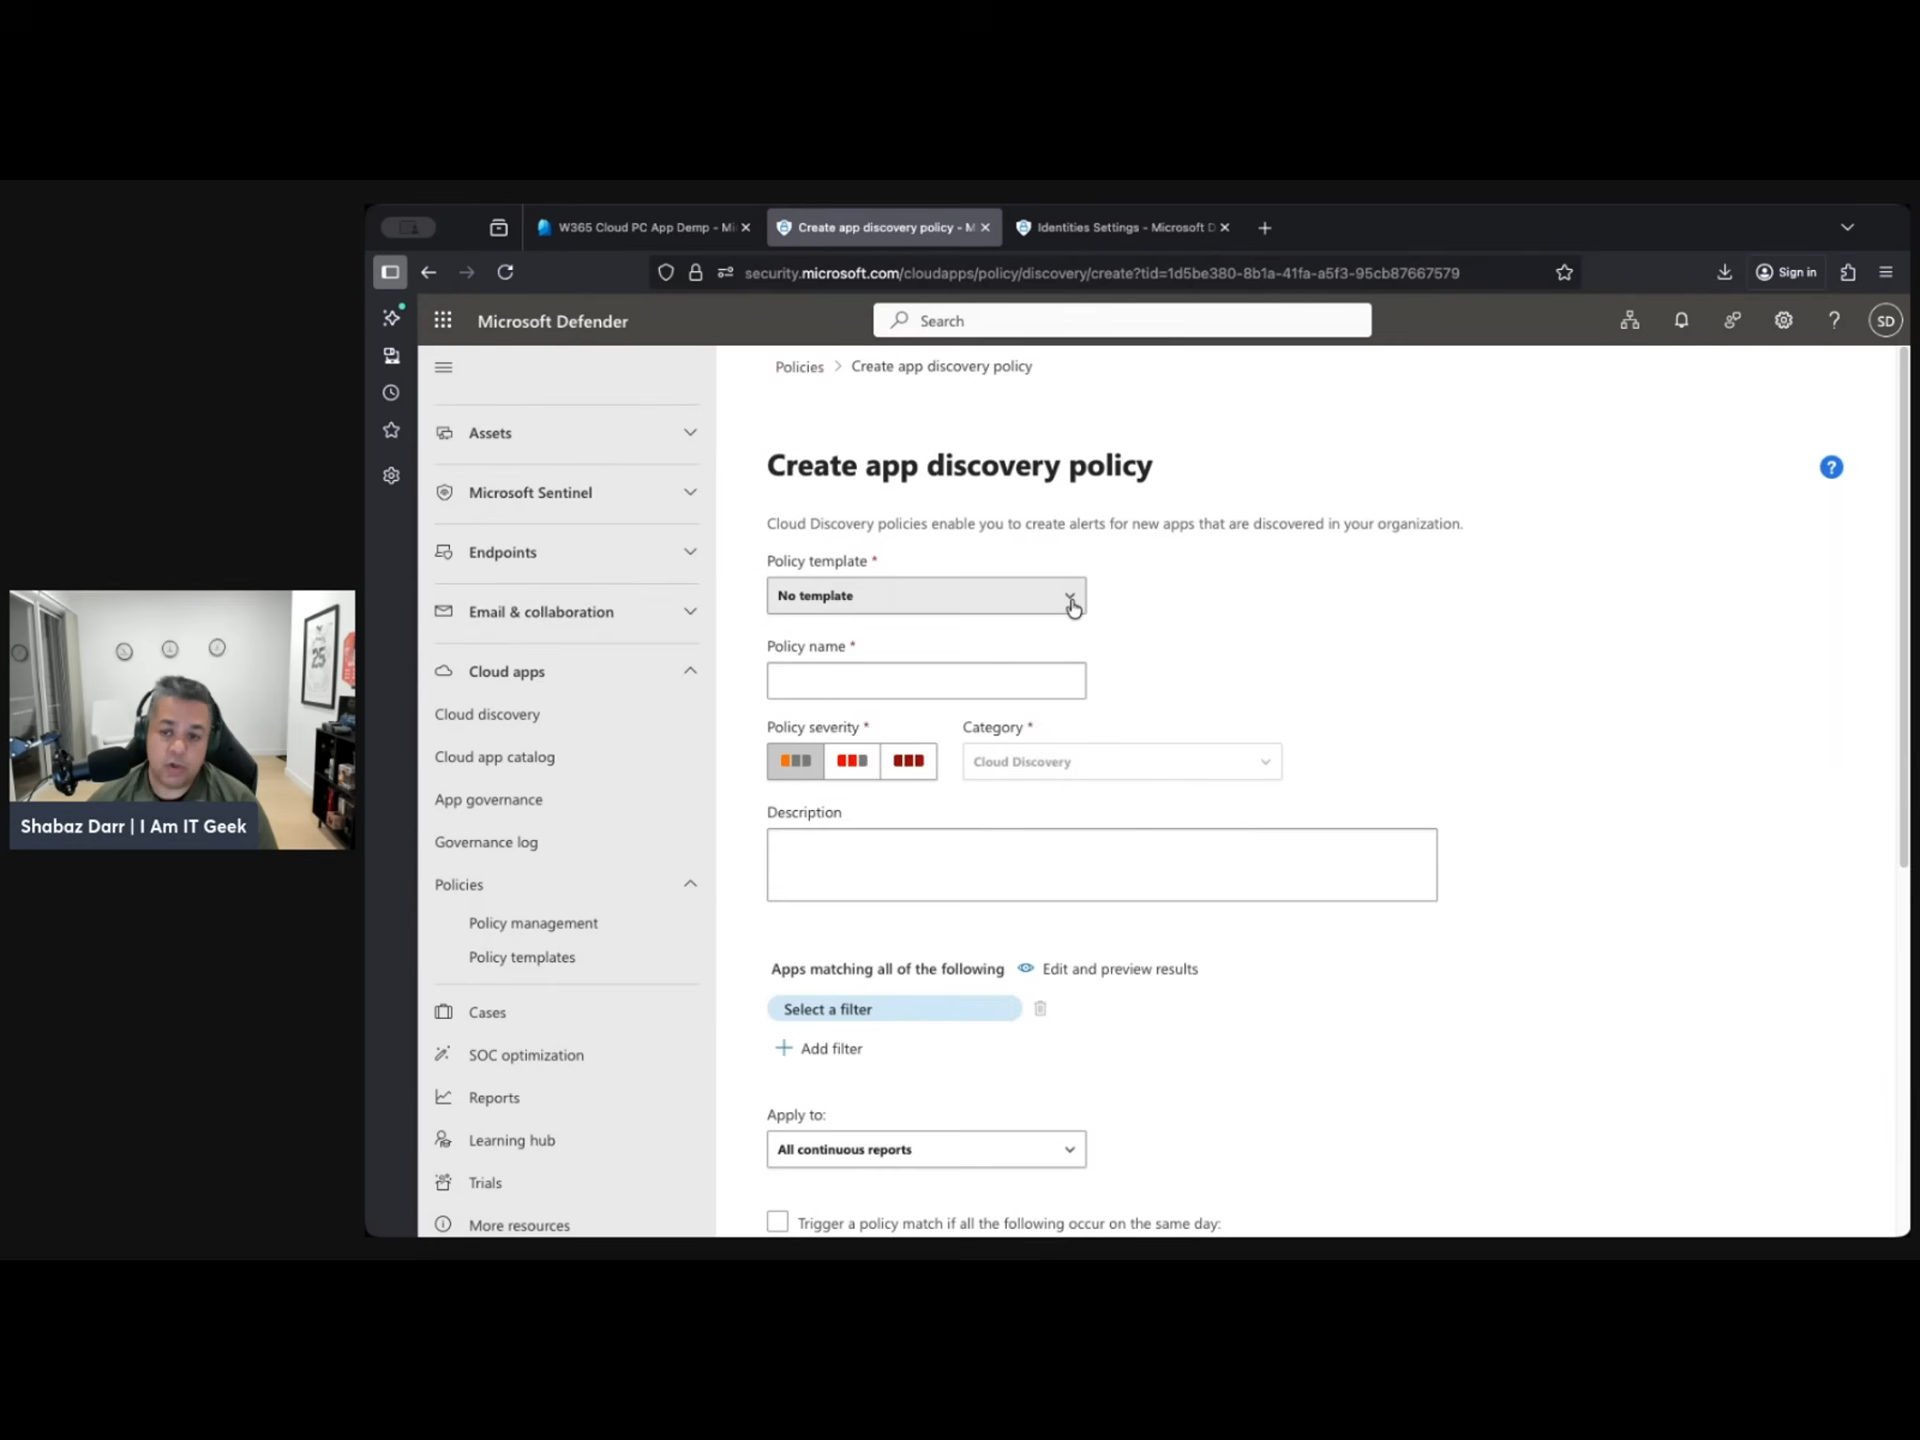 W365 Cloud PC App Demp - Mi
Create app discovery policy - M
Identities Settings - Microsoft D
security.microsoft.com/cloudapps/policy/discovery/create?tid=1d5be380-8b1a-41fa-a5f3-95cb87667579
Sign in
Microsoft Defender
Search
SD
Policies > Create app discovery policy
Assets
Microsoft Sentinel
Endpoints
Email & collaboration
Cloud apps
Cloud discovery
Cloud app catalog
App governance
Governance log
Policies
Policy management
Policy templates
Cases
SOC optimization
Reports
Learning hub
Trials
More resources
Create app discovery policy
Cloud Discovery policies enable you to create alerts for new apps that are discovered in your organization.
Policy template *
No template
Policy name *
Policy severity * Category *
Cloud Discovery
Description
Apps matching all of the following Edit and preview results
Select a filter
+ Add filter
Apply to:
All continuous reports
Trigger a policy match if all the following occur on the same day:
25
Shabaz Darr | I Am IT Geek